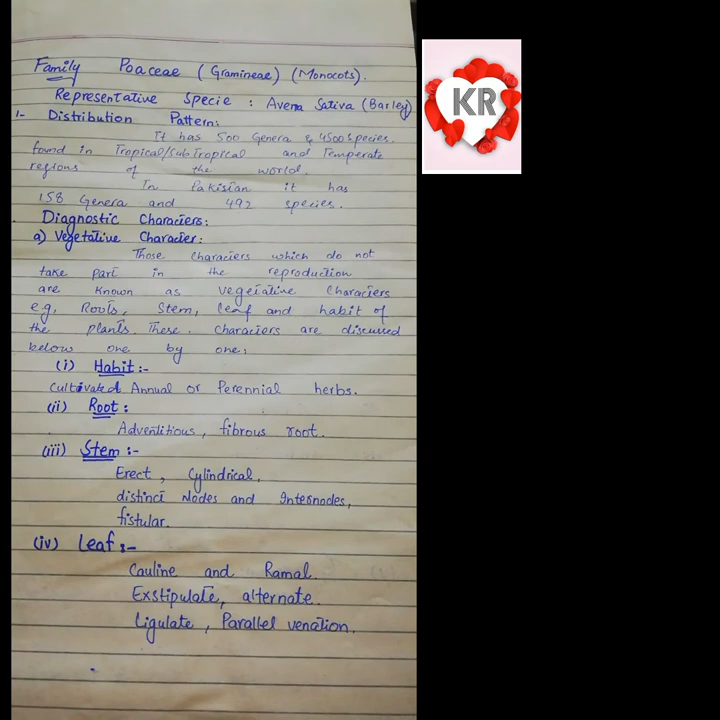 Family Poaceae (Gramineae) (Monocots).
Representative Specie : Avena Sativa (Barley)
1- Distribution Pattern:
It has 500 Genera & 4500 Species.
found in Tropical/SubTropical and Temperate
regions of the world.
In Pakistan it has
158 Genera and 492 species.
Diagnostic Characters:
a) Vegetative Character:
Those characters which do not
take part in the reproduction
are known as vegetative characters
e.g, Roots, Stem, leaf and habit of
the plants. These characters are discussed
below one by one:
(i) Habit:-
Cultivated Annual or Perennial herbs.
(ii) Root:
Adventitious, fibrous root.
(iii) Stem:-
Erect, Cylindrical,
distinct Nodes and Internodes,
fistular.
(iv) Leaf:-
Cauline and Ramal.
Exstipulate, alternate.
Ligulate, Parallel venation.
KR